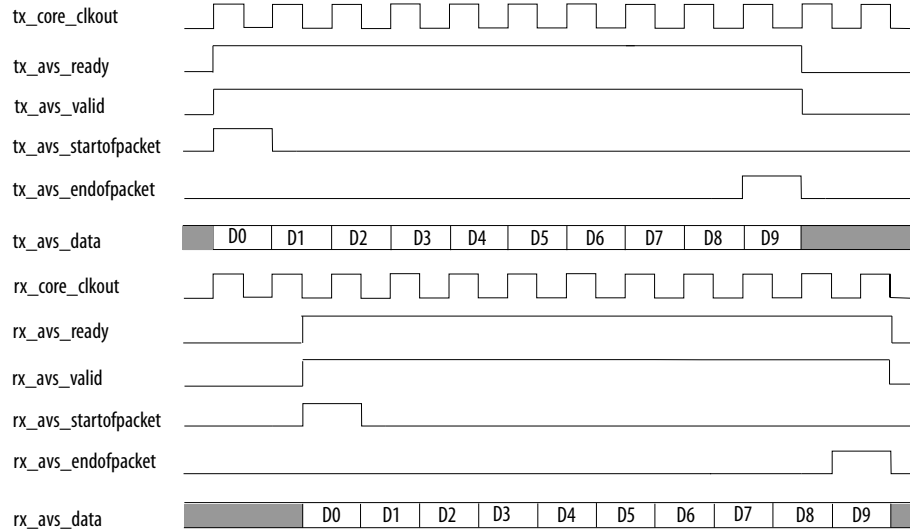 tx_core_clkout
tx_avs_ready
tx_avs_valid
tx_avs_startofpacket
tx_avs_endofpacket
tx_avs_data D0 D1 D2 D3 D4 D5 D6 D7 D8 D9
rx_core_clkout
rx_avs_ready
rx_avs_valid
rx_avs_startofpacket
rx_avs_endofpacket
rx_avs_data D0 D1 D2 D3 D4 D5 D6 D7 D8 D9